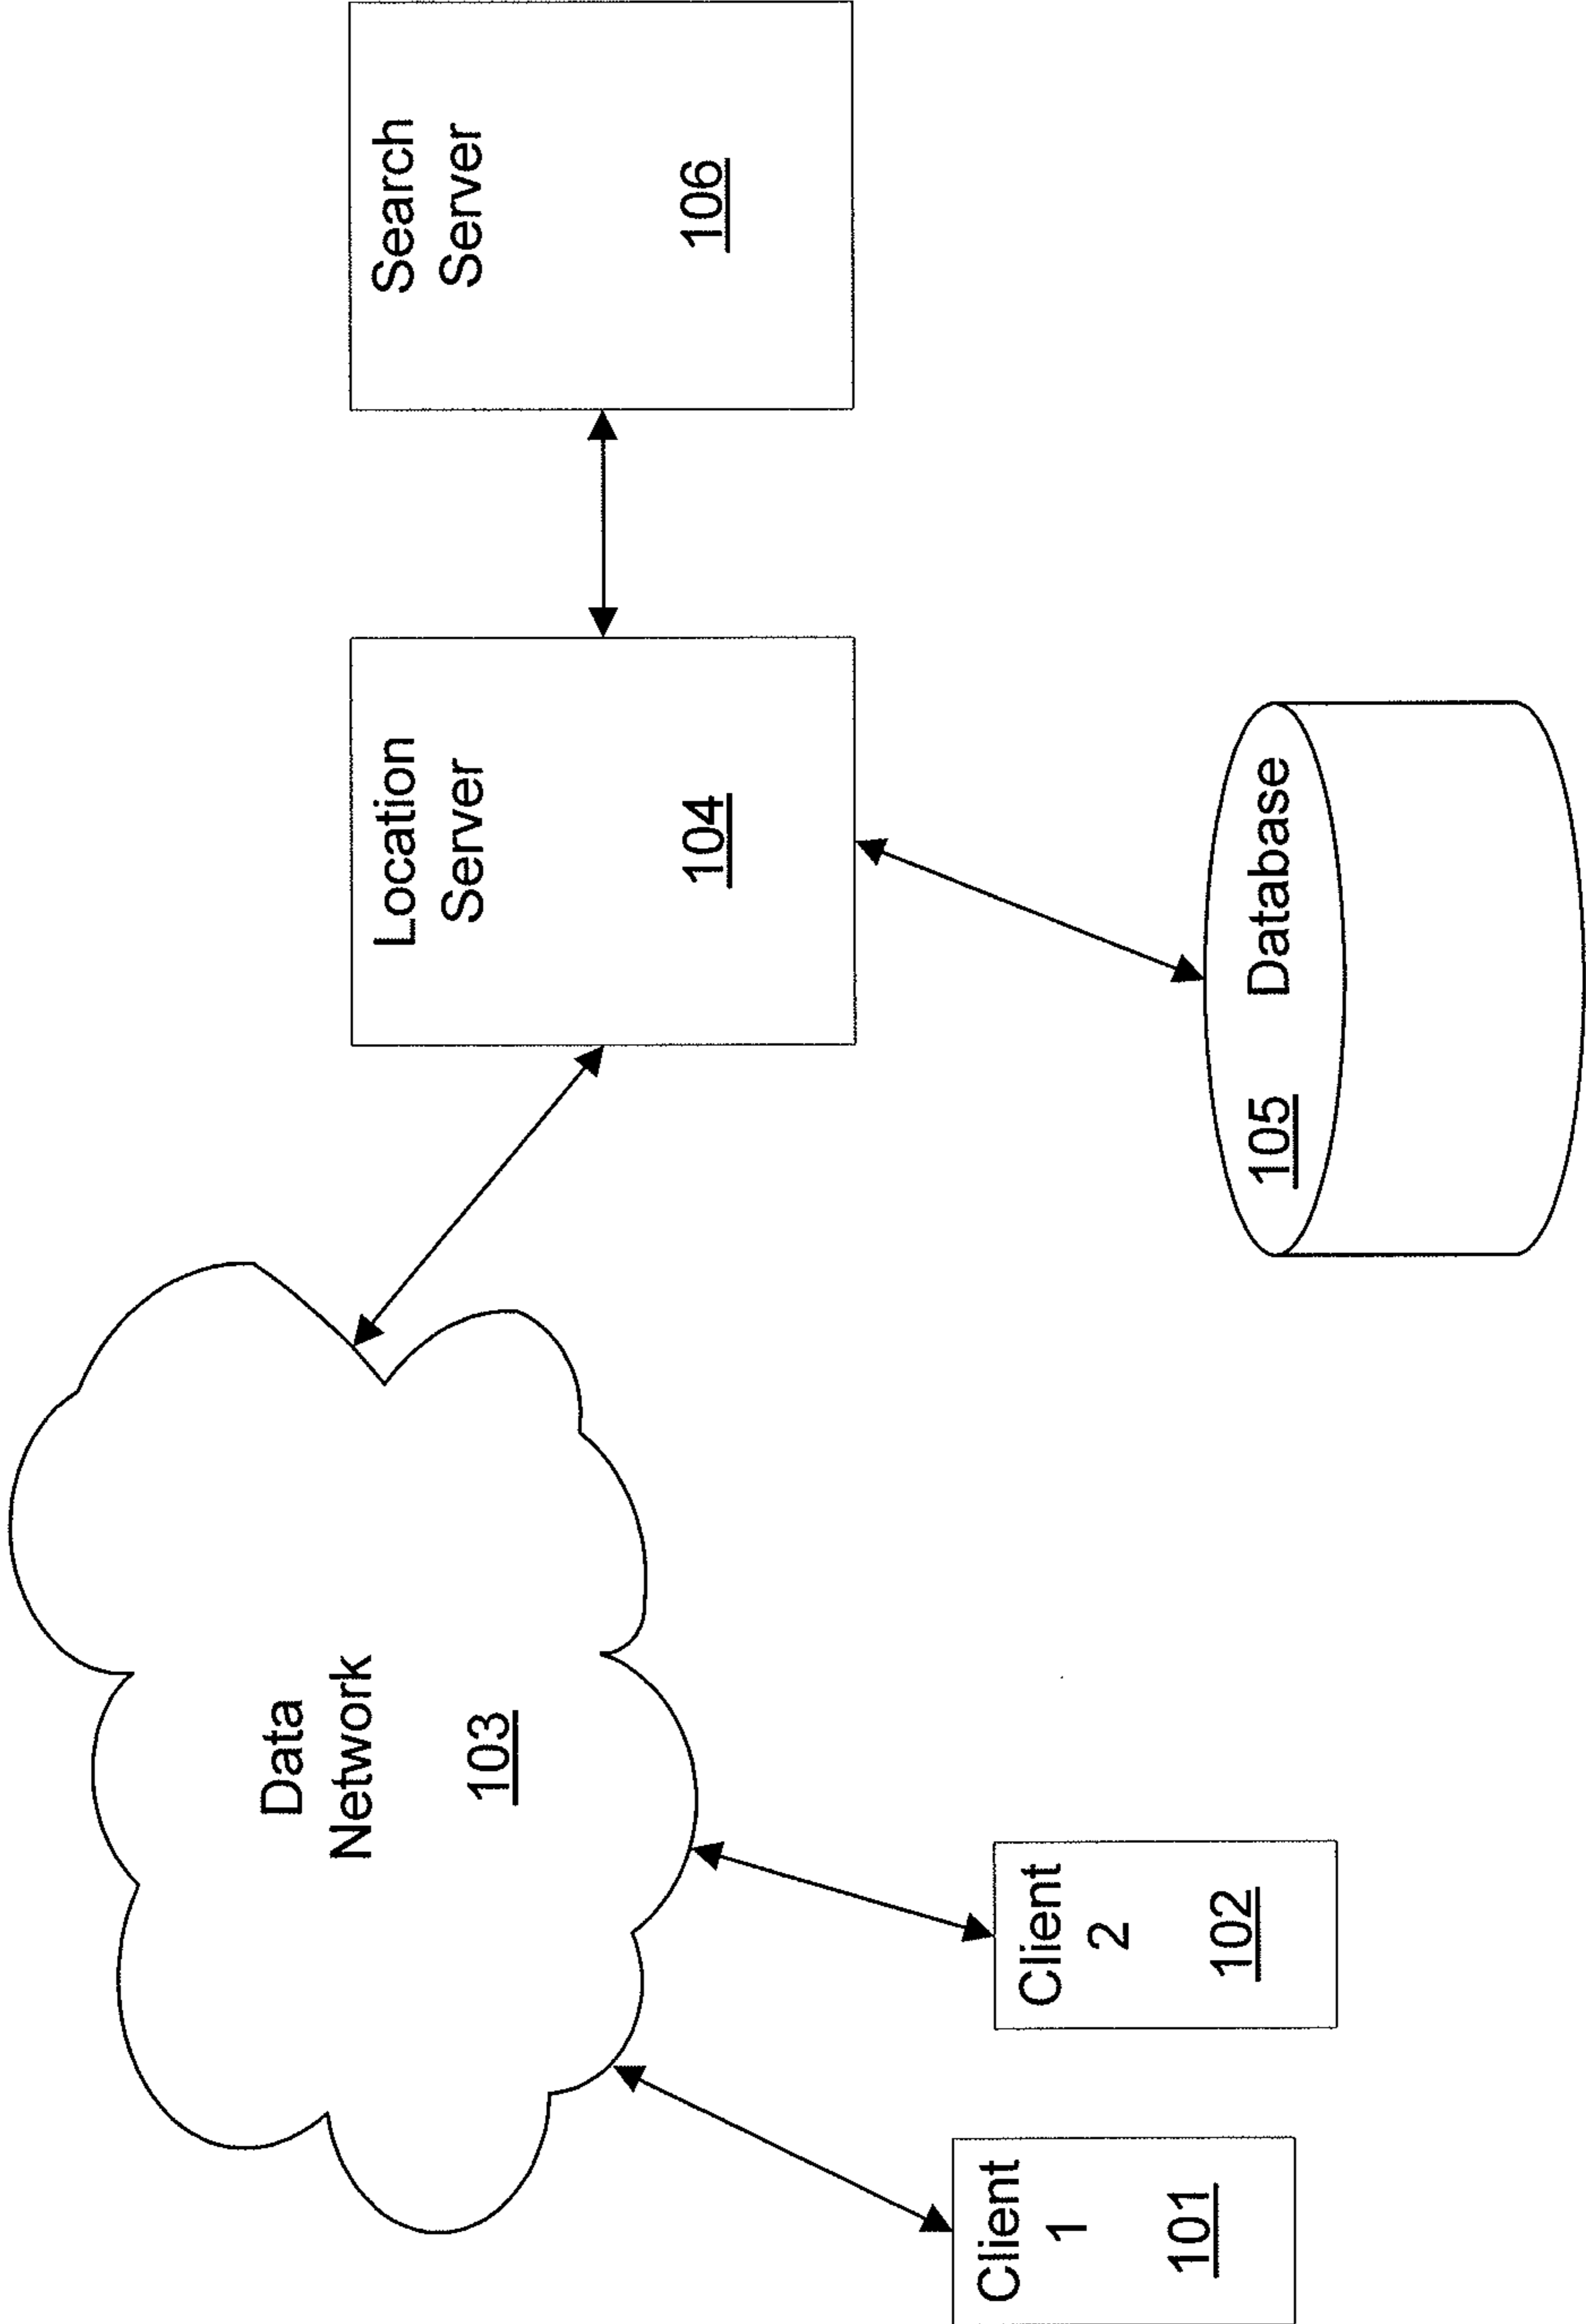 Data
Network
103
Location
Server
104
Search
Server
106
Client
1
101
Client
2
102
105 Database